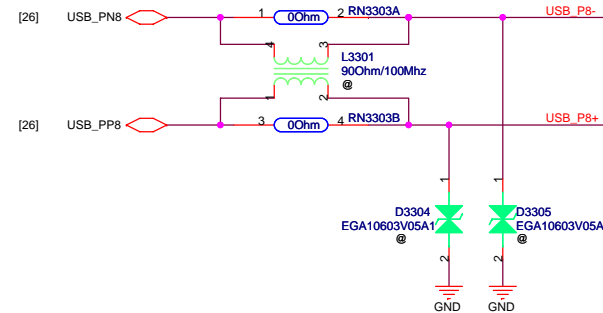 [26] USB_PN8 1 0Ohm 2 RN3303A USB_P8-
4 3
L3301
90Ohm/100Mhz
@
1 2
[26] USB_PP8 3 0Ohm 4 RN3303B USB_P8+
1 1
D3304 D3305
EGA10603V05A1 EGA10603V05A
@ @
2 2
GND GND